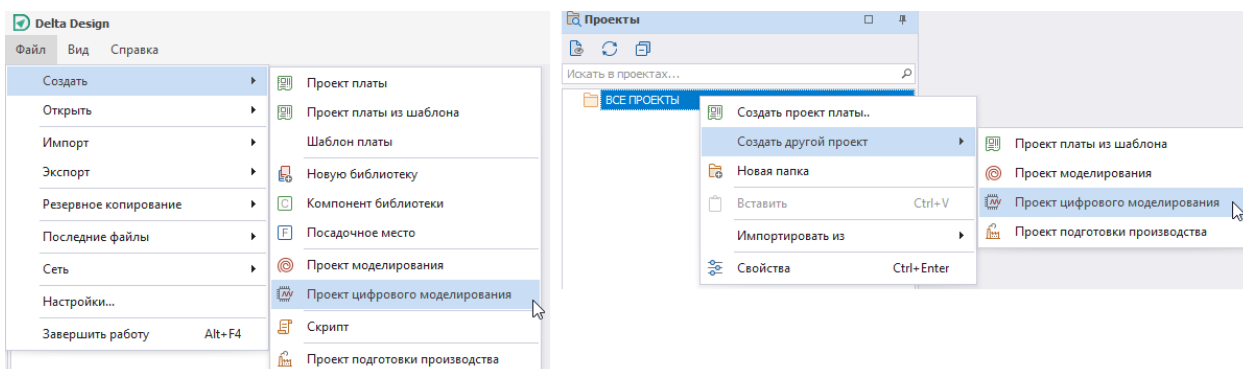 Delta Design
Файл Вид Справка
Создать
Открыть
Импорт
Экспорт
Резервное копирование
Последние файлы
Сеть
Настройки...
Завершить работу Alt+F4
Проект платы
Проект платы из шаблона
Шаблон платы
Новую библиотеку
Компонент библиотеки
Посадочное место
Проект моделирования
Проект цифрового моделирования
Скрипт
Проект подготовки производства
Проекты
Искать в проектах...
ВСЕ ПРОЕКТЫ
Создать проект платы..
Создать другой проект
Новая папка
Вставить Ctrl+V
Импортировать из
Свойства Ctrl+Enter
Проект платы из шаблона
Проект моделирования
Проект цифрового моделирования
Проект подготовки производства